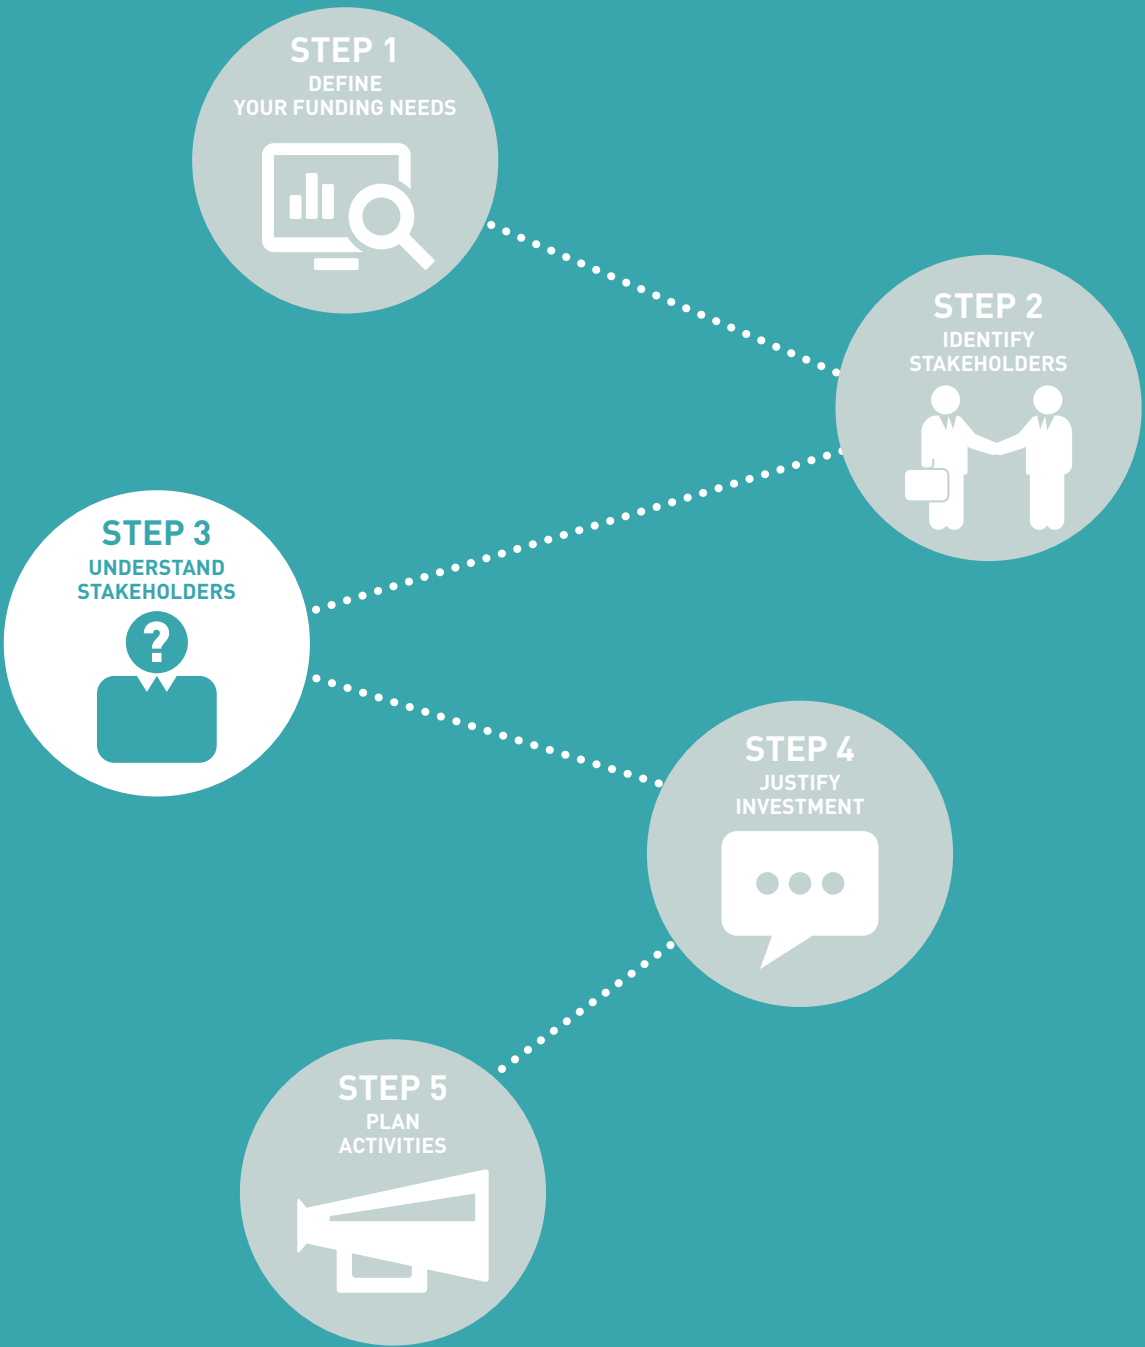 STEP 1
DEFINE
YOUR FUNDING NEEDS
STEP 2
IDENTIFY
STAKEHOLDERS
STEP 3
UNDERSTAND
STAKEHOLDERS
?
STEP 4
JUSTIFY
INVESTMENT
STEP 5
PLAN
ACTIVITIES